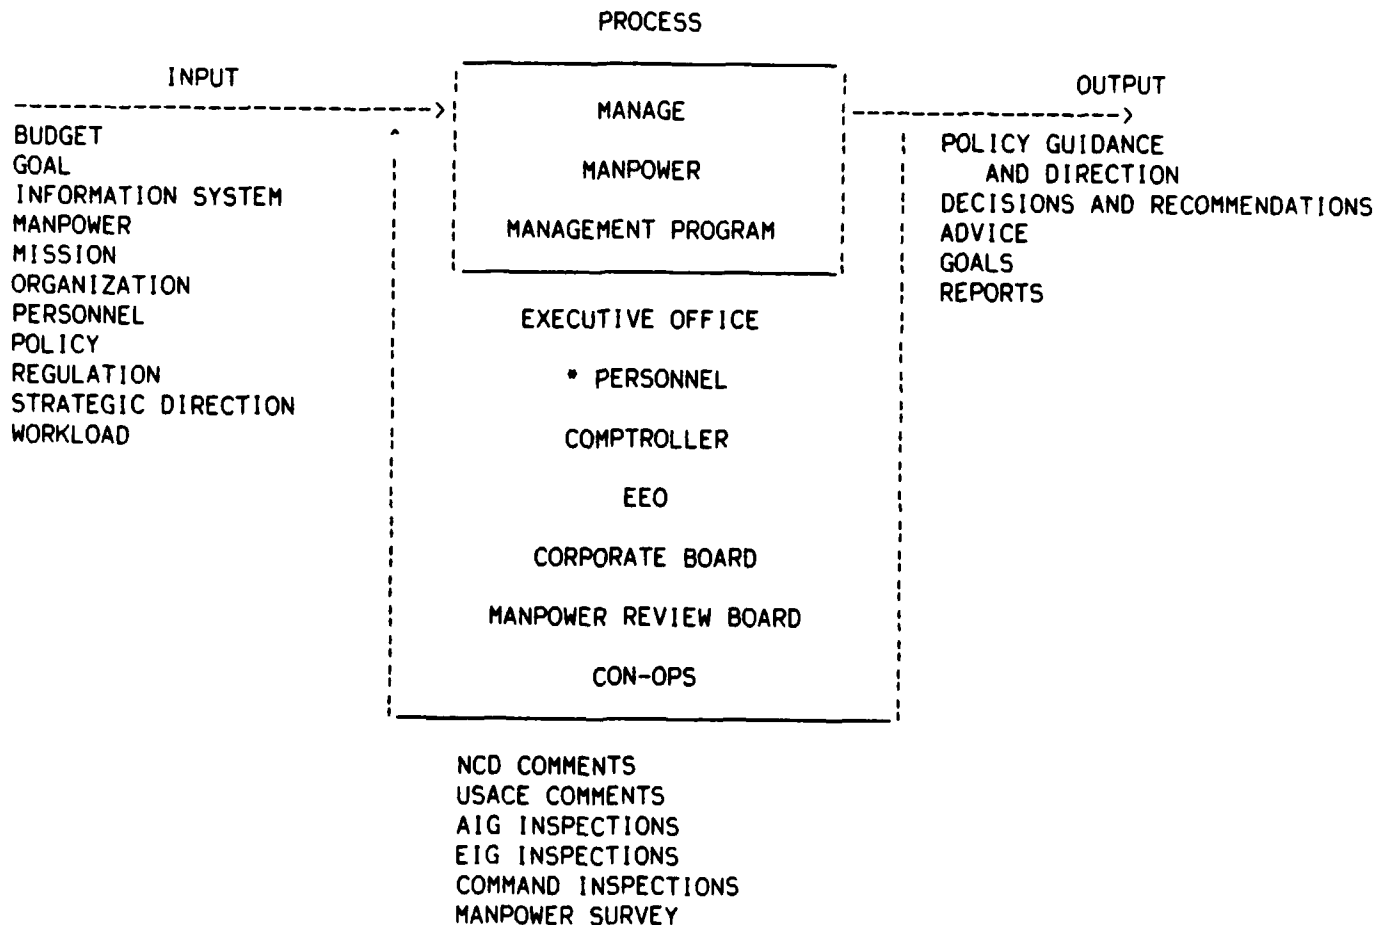 PROCESS
INPUT
BUDGET
GOAL
INFORMATION SYSTEM
MANPOWER
MISSION
ORGANIZATION
PERSONNEL
POLICY
REGULATION
STRATEGIC DIRECTION
WORKLOAD
MANAGE
MANPOWER
MANAGEMENT PROGRAM
EXECUTIVE OFFICE
* PERSONNEL
COMPTROLLER
EEO
CORPORATE BOARD
MANPOWER REVIEW BOARD
CON-OPS
OUTPUT
POLICY GUIDANCE
AND DIRECTION
DECISIONS AND RECOMMENDATIONS
ADVICE
GOALS
REPORTS
NCD COMMENTS
USACE COMMENTS
AIG INSPECTIONS
EIG INSPECTIONS
COMMAND INSPECTIONS
MANPOWER SURVEY